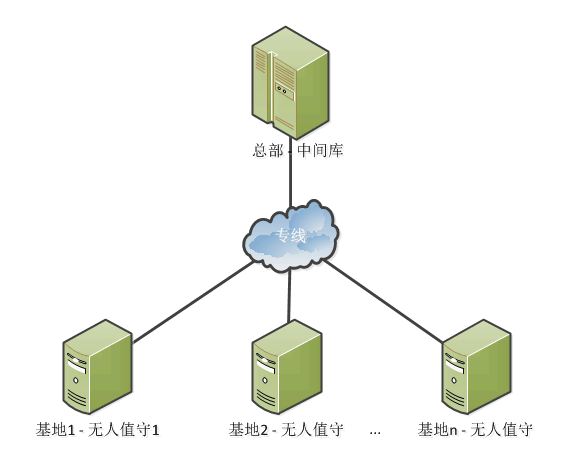 总部 - 中间库
专线
基地1 - 无人值守1
基地2 - 无人值守
...
基地n - 无人值守